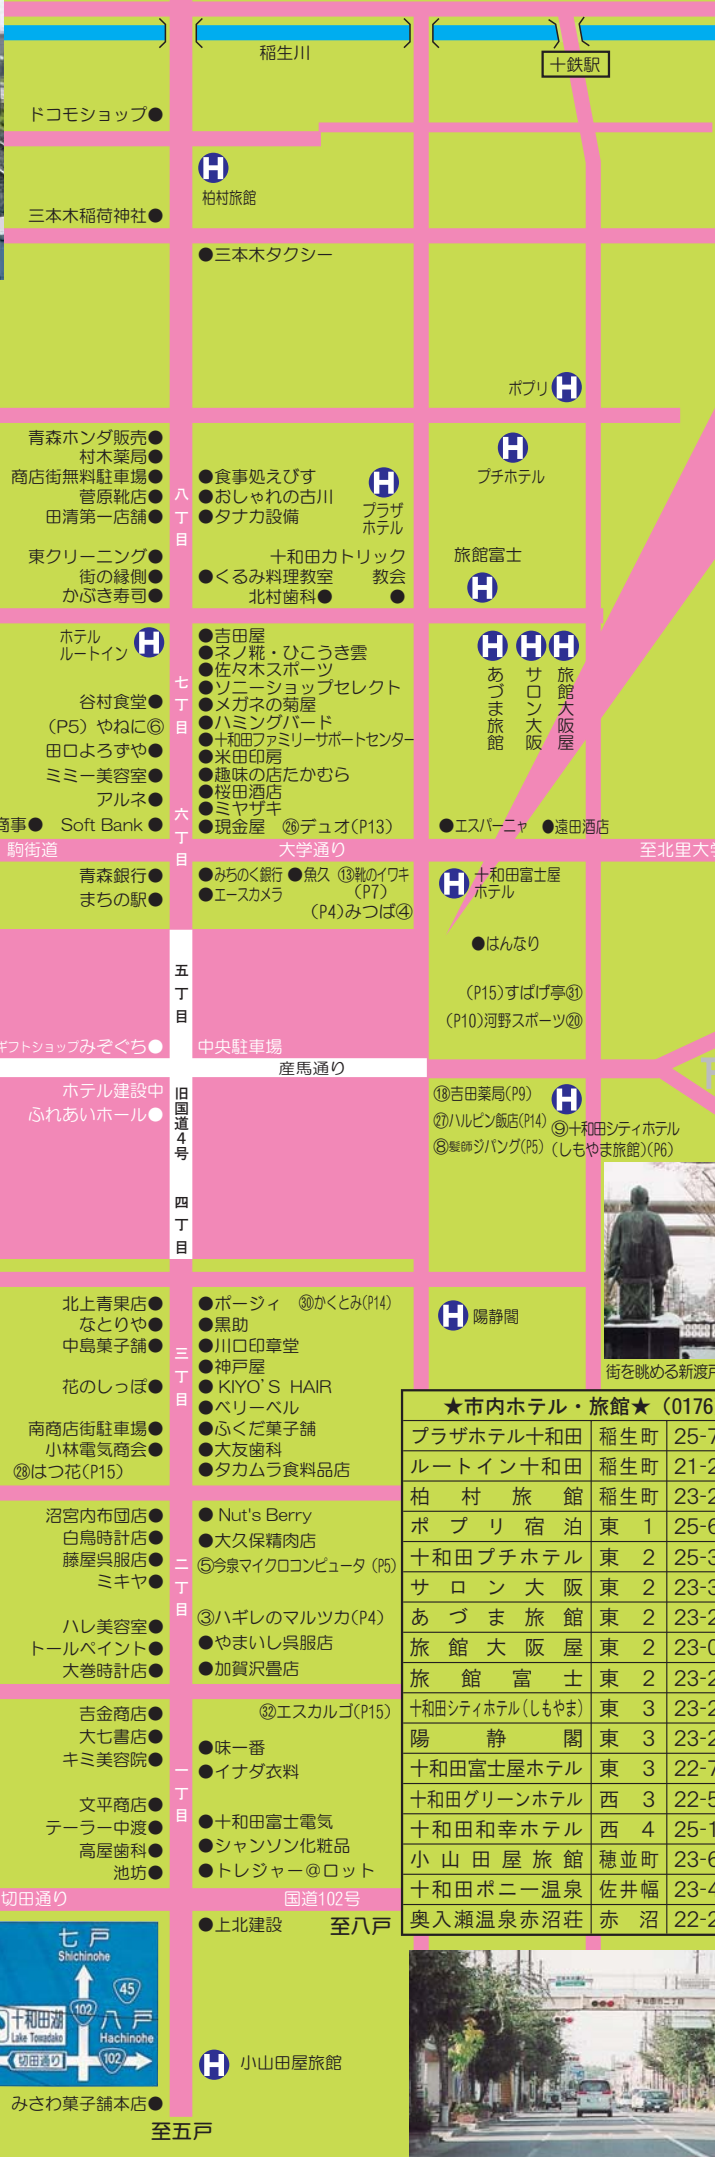 稲生川
十鉄駅
ドコモショップ●
柏村旅館
三本木稲荷神社●
●三本木タクシー
ポプリ
青森ホンダ販売●
村木薬局●
商店街無料駐車場●
菅原靴店●
田清第一店舗●
八丁目
●食事処えびす
●おしゃれの古川
●タナカ設備
プラザ
ホテル
プチホテル
東クリーニング●
街の縁側●
かぶき寿司●
十和田カトリック
教会
●
●くるみ料理教室
北村歯科●
旅館富士
ホテル
ルートイン
谷村食堂●
(P5) やねに⑥
田口よろずや●
ミミー美容室●
アルネ●
商事● Soft Bank ●
七丁目
六丁目
●吉田屋
●ネノ糀・ひこうき雲
●佐々木スポーツ
●ソニーショップセレクト
●メガネの菊屋
●ハミングバード
●十和田ファミリーサポートセンター
●米田印房
●趣味の店たかむら
●桜田酒店
●ミヤザキ
●現金屋 ㉖デュオ(P13)
あづま旅館
サロン大阪
旅館大阪屋
●エスパーニャ ●遠田酒店
駒街道
大学通り
至北里大学
青森銀行●
まちの駅●
●みちのく銀行 ●魚久 ⑬靴のイワキ
(P7)
●エースカメラ
(P4)みつば④
十和田富士屋
ホテル
●はんなり
五丁目
(P15)すぱげ亭㉛
(P10)河野スポーツ⑳
ギフトショップみぞぐち●
中央駐車場
産馬通り
ホテル建設中
ふれあいホール●
旧国道4号
四丁目
⑱吉田薬局(P9)
㉗ハルピン飯店(P14)
⑧髪師ジパング(P5)
⑨十和田シティホテル
(しもやま旅館)(P6)
北上青果店●
なとりや●
中島菓子舗●
花のしっぽ●
南商店街駐車場●
小林電気商会●
㉘はつ花(P15)
三丁目
●ポージィ ㉚かくとみ(P14)
●黒助
●川口印章堂
●神戸屋
● KIYO'S HAIR
●ベリーベル
●ふくだ菓子舗
●大友歯科
●タカムラ食料品店
陽静閣
街を眺める新渡戸
★市内ホテル・旅館★（0176
プラザホテル十和田 稲生町 25-7
ルートイン十和田 稲生町 21-2
柏村旅館 稲生町 23-2
ポプリ宿泊 東1 25-6
十和田プチホテル 東2 25-3
サロン大阪 東2 23-3
あづま旅館 東2 23-2
旅館大阪屋 東2 23-0
旅館富士 東2 23-2
十和田シティホテル(しもやま) 東3 23-2
陽静閣 東3 23-2
十和田富士屋ホテル 東3 22-7
十和田グリーンホテル 西3 22-5
十和田和幸ホテル 西4 25-1
小山田屋旅館 穂並町 23-6
十和田ポニー温泉 佐井幅 23-4
奥入瀬温泉赤沼荘 赤沼 22-2
沼宮内布団店●
白鳥時計店●
藤屋呉服店●
ミキヤ●
ハレ美容室●
トールペイント●
大巻時計店●
二丁目
● Nut's Berry
●大久保精肉店
⑤今泉マイクロコンピュータ (P5)
③ハギレのマルツカ(P4)
●やまいし呉服店
●加賀沢畳店
吉金商店●
大七書店●
キミ美容院●
文平商店●
テーラー中渡●
高屋歯科●
池坊●
一丁目
㉜エスカルゴ(P15)
●味一番
●イナダ衣料
●十和田富士電気
●シャンソン化粧品
●トレジャー＠ロット
切田通り
国道102号
●上北建設
至八戸
七戸
Shichinohe
45
十和田湖
Lake Towadako
102
八戸
Hachinohe
切田通り
102
小山田屋旅館
みさわ菓子舗本店●
至五戸